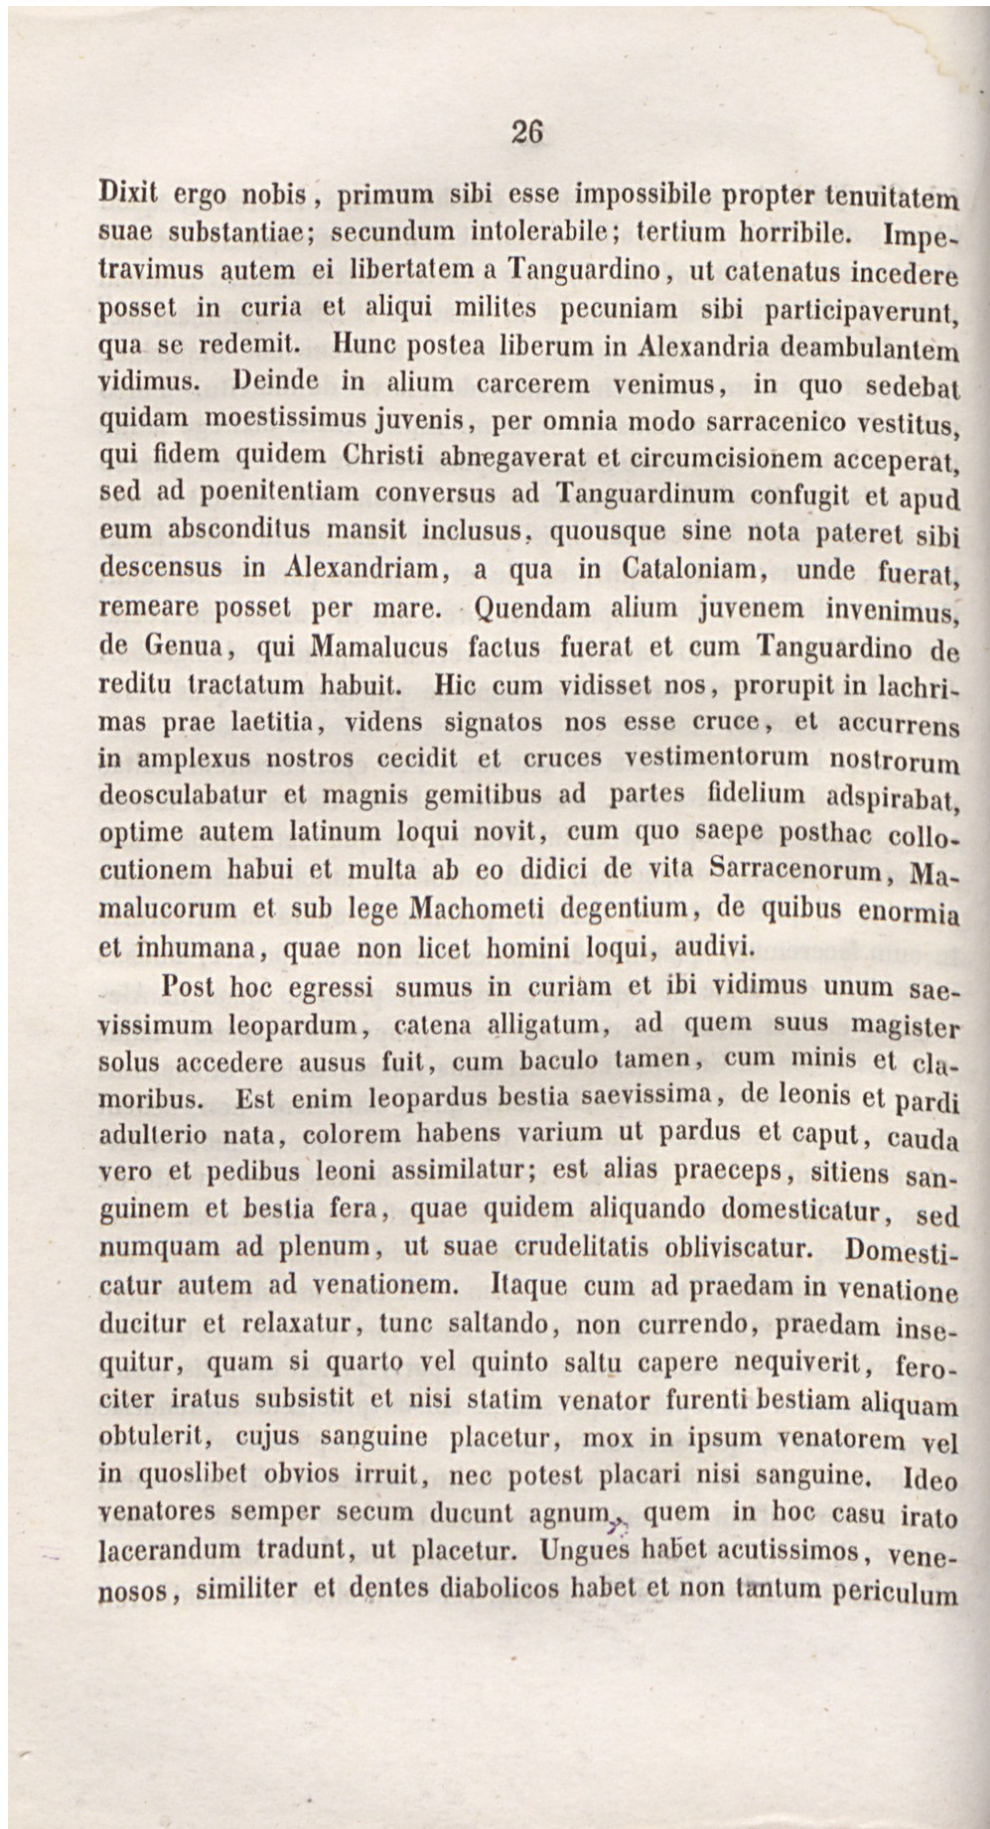 26
Dixit ergo nobis, primum sibi esse impossibile propter tenuitatem
suae substantiae; secundum intolerabile; tertium horribile. Impe-
travimus autem ei libertatem a Tanguardino, ut catenatus incedere
posset in curia et aliqui milites pecuniam sibi participaverunt,
qua se redemit. Hunc postea liberum in Alexandria deambulantem
vidimus. Deinde in alium carcerem venimus, in quo sedebat
quidam moestissimus juvenis, per omnia modo sarracenico vestitus,
qui fidem quidem Christi abnegaverat et circumcisionem acceperat,
sed ad poenitentiam conversus ad Tanguardinum confugit et apud
eum absconditus mansit inclusus, quousque sine nota pateret sibi
descensus in Alexandriam, a qua in Cataloniam, unde fuerat,
remeare posset per mare. Quendam alium juvenem invenimus,
de Genua, qui Mamalucus factus fuerat et cum Tanguardino de
reditu tractatum habuit. Hic cum vidisset nos, prorupit in lachri-
mas prae laetitia, videns signatos nos esse cruce, et accurrens
in amplexus nostros cecidit et cruces vestimentorum nostrorum
deosculabatur et magnis gemitibus ad partes fidelium adspirabat,
optime autem latinum loqui novit, cum quo saepe posthac collo-
cutionem habui et multa ab eo didici de vita Sarracenorum, Ma-
malucorum et sub lege Machometi degentium, de quibus enormia
et inhumana, quae non licet homini loqui, audivi.
Post hoc egressi sumus in curiam et ibi vidimus unum sae-
vissimum leopardum, catena alligatum, ad quem suus magister
solus accedere ausus fuit, cum baculo tamen, cum minis et cla-
moribus. Est enim leopardus bestia saevissima, de leonis et pardi
adulterio nata, colorem habens varium ut pardus et caput, cauda
vero et pedibus leoni assimilatur; est alias praeceps, sitiens san-
guinem et bestia fera, quae quidem aliquando domesticatur, sed
numquam ad plenum, ut suae crudelitatis obliviscatur. Domesti-
catur autem ad venationem. Itaque cum ad praedam in venatione
ducitur et relaxatur, tunc saltando, non currendo, praedam inse-
quitur, quam si quarto vel quinto saltu capere nequiverit, fero-
citer iratus subsistit et nisi statim venator furenti bestiam aliquam
obtulerit, cujus sanguine placetur, mox in ipsum venatorem vel
in quoslibet obvios irruit, nec potest placari nisi sanguine. Ideo
venatores semper secum ducunt agnum, quem in hoc casu irato
lacerandum tradunt, ut placetur. Ungues habet acutissimos, vene-
nosos, similiter et dentes diabolicos habet et non tantum periculum